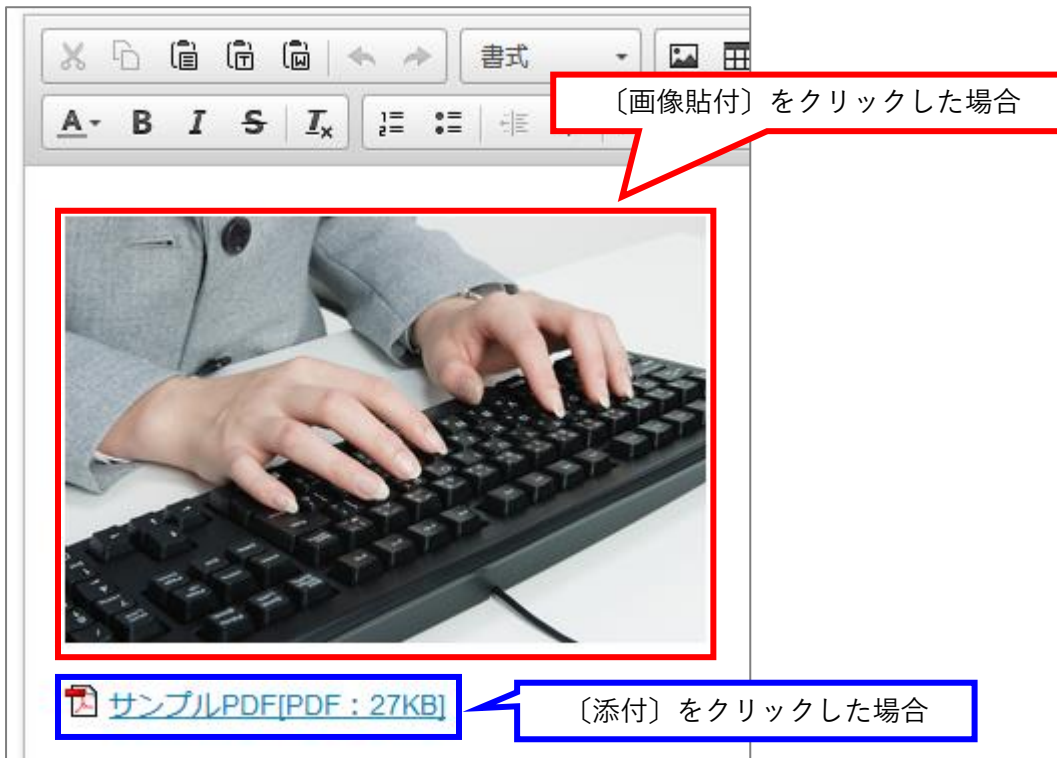 書式
A B I S Ix
〔画像貼付〕をクリックした場合
サンプルPDF[PDF：27KB]
〔添付〕をクリックした場合